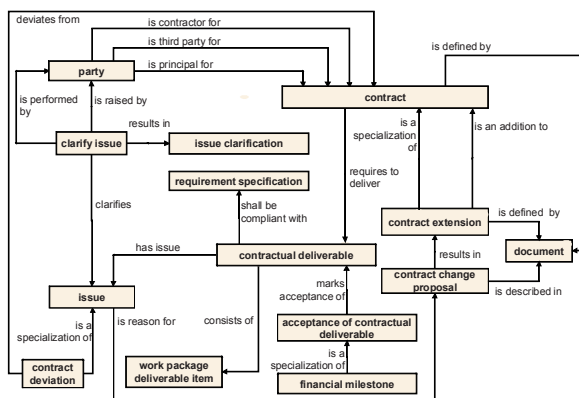 deviates from
is contractor for
is third party for
is defined by
party
is principal for
contract
is performed
by
is raised by
results in
clarify issue
issue clarification
is a
specialization
of
is an addition to
requirement specification
requires to
deliver
clarifies
shall be
compliant with
contract extension
is defined by
has issue
contractual deliverable
results in
document
marks
acceptance of
contract change
proposal
is described in
issue
is a
specialization of
is reason for
consists of
acceptance of contractual
deliverable
contract
deviation
work package
deliverable item
is a
specialization of
financial milestone